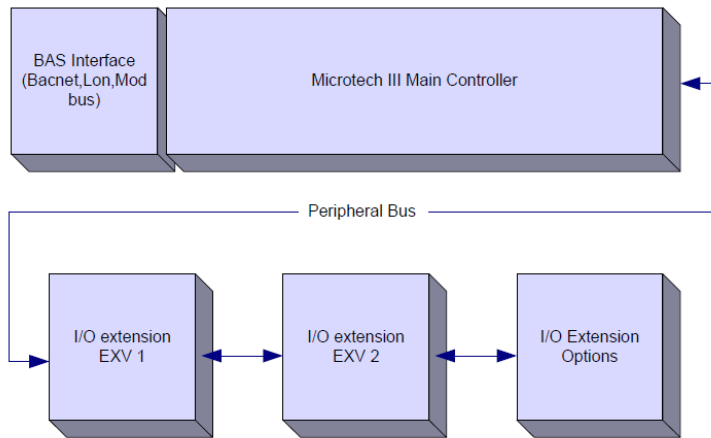 BAS Interface
(Bacnet,Lon,Mod
bus)
Microtech III Main Controller
Peripheral Bus
I/O extension
EXV 1
I/O extension
EXV 2
I/O Extension
Options